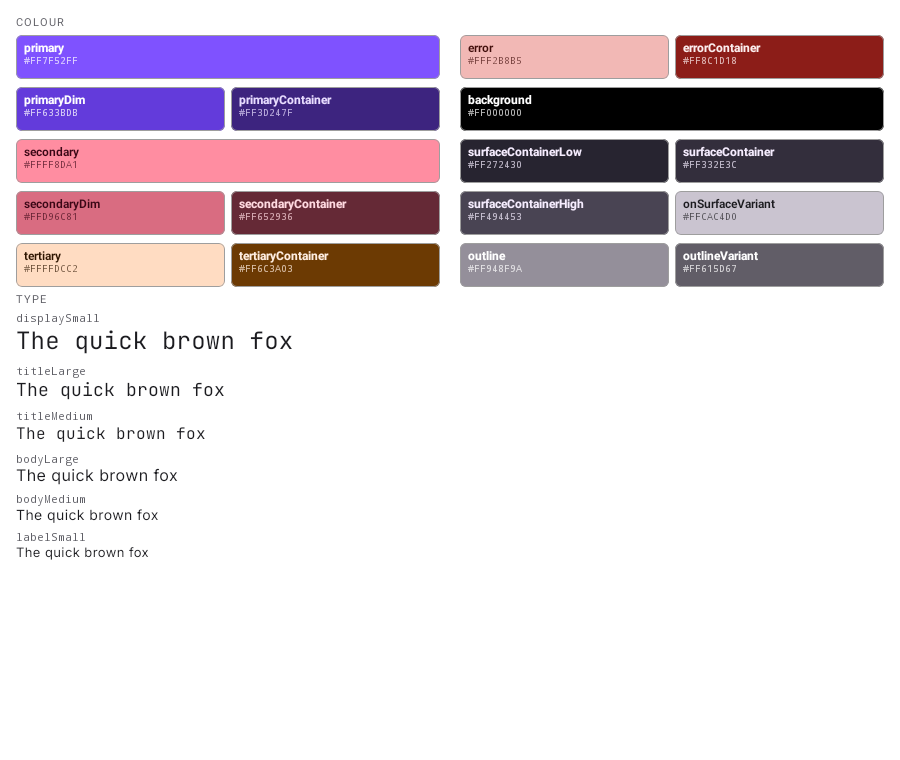 COLOUR
primary
#FF7F52FF
error
#FFF2B8B5
errorContainer
#FF8C1D18
primaryDim
#FF633BDB
primaryContainer
#FF3D247F
background
#FF000000
secondary
#FFFF8DA1
surfaceContainerLow
#FF272430
surfaceContainer
#FF332E3C
secondaryDim
#FFD96C81
secondaryContainer
#FF652936
surfaceContainerHigh
#FF494453
onSurfaceVariant
#FFCAC4D0
tertiary
#FFFFDCC2
tertiaryContainer
#FF6C3A03
outline
#FF948F9A
outlineVariant
#FF615D67
TYPE
displaySmall
The quick brown fox
titleLarge
The quick brown fox
titleMedium
The quick brown fox
bodyLarge
The quick brown fox
bodyMedium
The quick brown fox
labelSmall
The quick brown fox